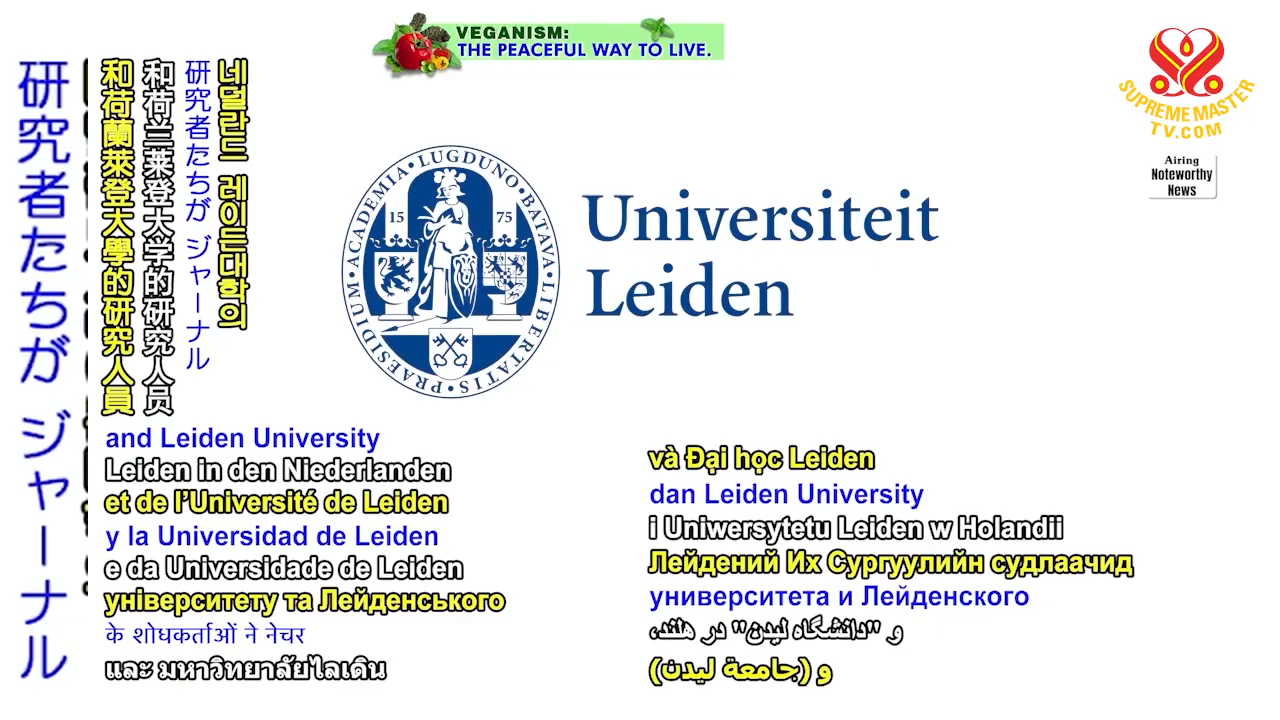 VEGANISM:
THE PEACEFUL WAY TO LIVE.
SUPREME MASTER
TV.COM
Airing
Noteworthy
News
研究者たちが ジャーナル
和荷蘭萊登大學的研究人員
和荷兰莱登大学的研究人员
研究者たちが ジャーナル
네덜란드 레이든대학의
ACADEMIA·LUGDUNO·BATAVA·LIBERTATIS·PRAESIDIUM
15 75
Universiteit
Leiden
and Leiden University
Leiden in den Niederlanden
et de l’Université de Leiden
y la Universidad de Leiden
e da Universidade de Leiden
університету та Лейденського
के शोधकर्ताओं ने नेचर
และ มหาวิทยาลัยไลเดิน
và Đại học Leiden
dan Leiden University
i Uniwersytetu Leiden w Holandii
Лейдений Их Сургуулийн судлаачид
университета и Лейденского
و "دانشگاه لیدن" در هلند،
و (جامعة ليدن)